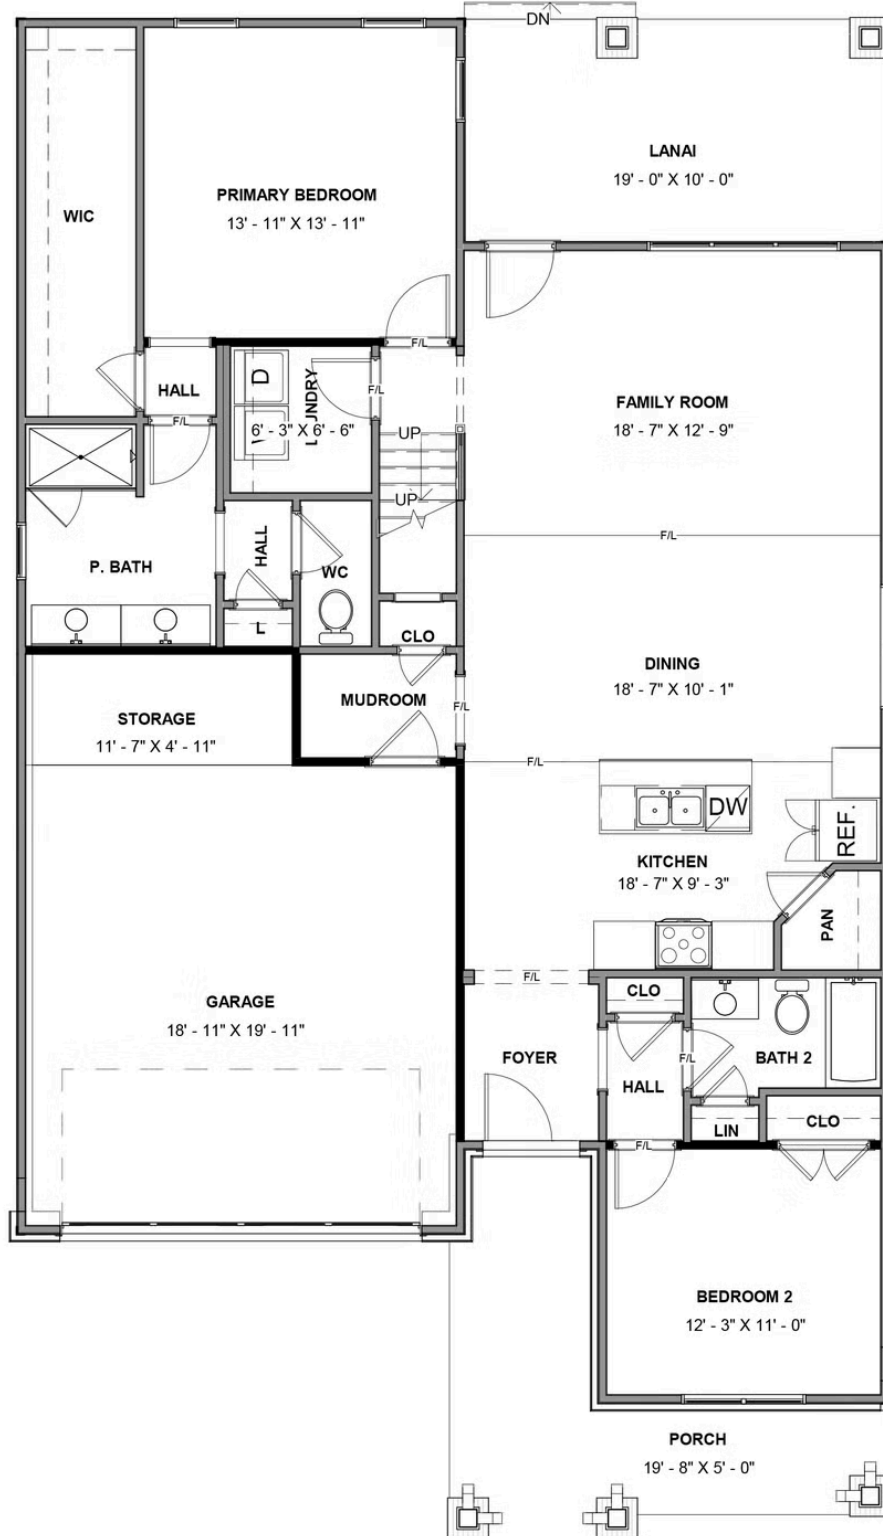 DN
LANAI
19' - 0" X 10' - 0"
PRIMARY BEDROOM
13' - 11" X 13' - 11"
WIC
F/L
HALL
F/L
D
LAUNDRY
6' - 3" X 6' - 6"
F/L
UP
UP
FAMILY ROOM
18' - 7" X 12' - 9"
F/L
P. BATH
HALL
WC
L
CLO
DINING
18' - 7" X 10' - 1"
MUDROOM
F/L
STORAGE
11' - 7" X 4' - 11"
F/L
DW
REF.
KITCHEN
18' - 7" X 9' - 3"
PAN
F/L
CLO
GARAGE
18' - 11" X 19' - 11"
FOYER
F/L
BATH 2
HALL
LIN
CLO
F/L
BEDROOM 2
12' - 3" X 11' - 0"
PORCH
19' - 8" X 5' - 0"